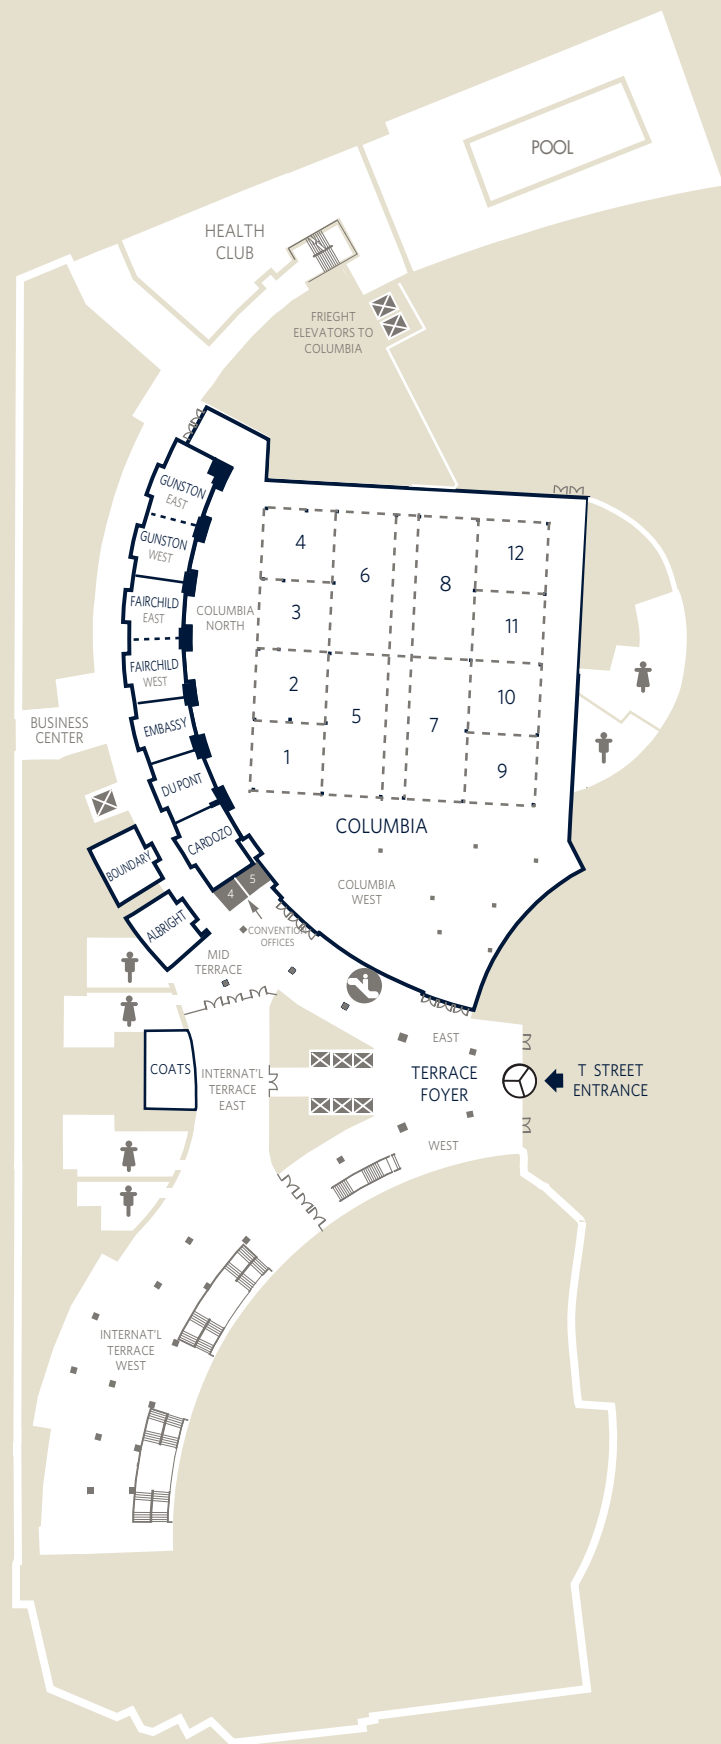 POOL
HEALTH
CLUB
FRIEGHT
ELEVATORS TO
COLUMBIA
GUNSTON
EAST
GUNSTON
WEST
FAIRCHILD
EAST
FAIRCHILD
WEST
EMBASSY
DU PONT
CARDOZO
COLUMBIA
NORTH
4
6
8
12
3
11
2
5
7
10
1
9
COLUMBIA
COLUMBIA
WEST
BUSINESS
CENTER
BOUNDARY
ALBRIGHT
4
5
CONVENTION
OFFICES
MID
TERRACE
COATS
INTERNAT'L
TERRACE
EAST
EAST
TERRACE
FOYER
WEST
T STREET
ENTRANCE
INTERNAT'L
TERRACE
WEST